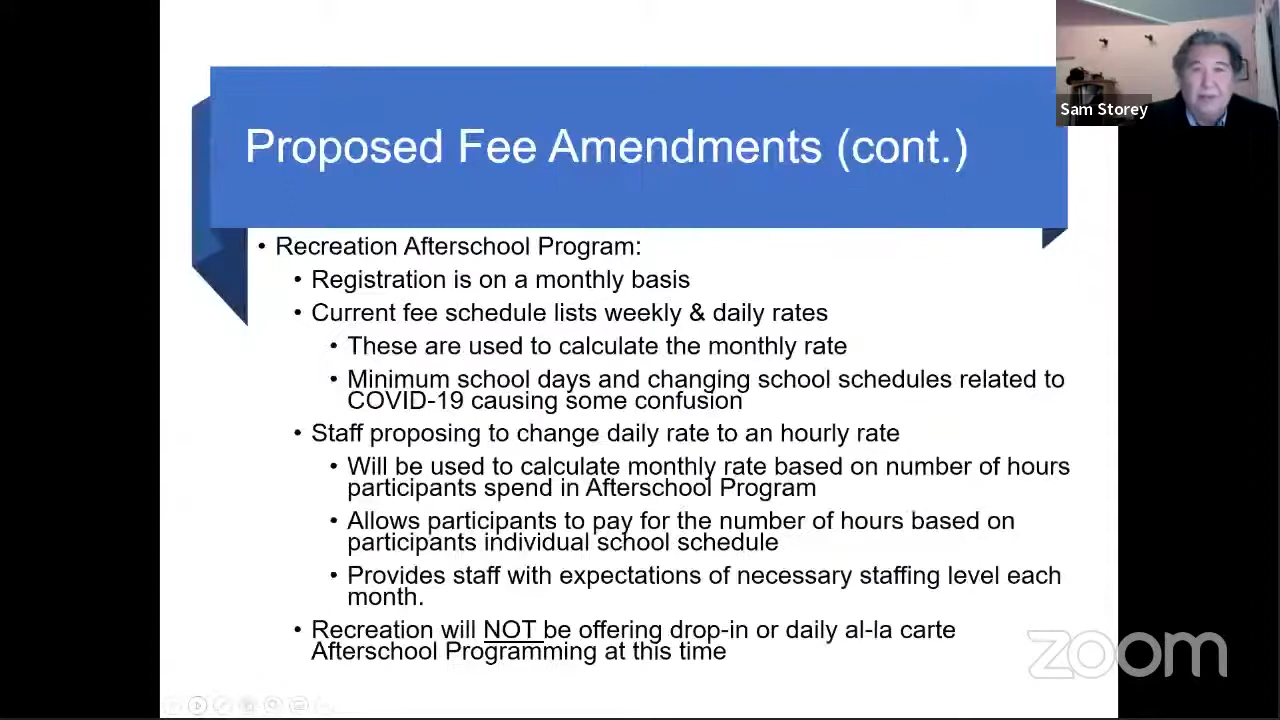 Sam Storey
Proposed Fee Amendments (cont.)
• Recreation Afterschool Program:
• Registration is on a monthly basis
• Current fee schedule lists weekly & daily rates
• These are used to calculate the monthly rate
• Minimum school days and changing school schedules related to
COVID-19 causing some confusion
• Staff proposing to change daily rate to an hourly rate
• Will be used to calculate monthly rate based on number of hours
participants spend in Afterschool Program
• Allows participants to pay for the number of hours based on
participants individual school schedule
• Provides staff with expectations of necessary staffing level each
month.
• Recreation will NOT be offering drop-in or daily al-la carte
Afterschool Programming at this time
zoom